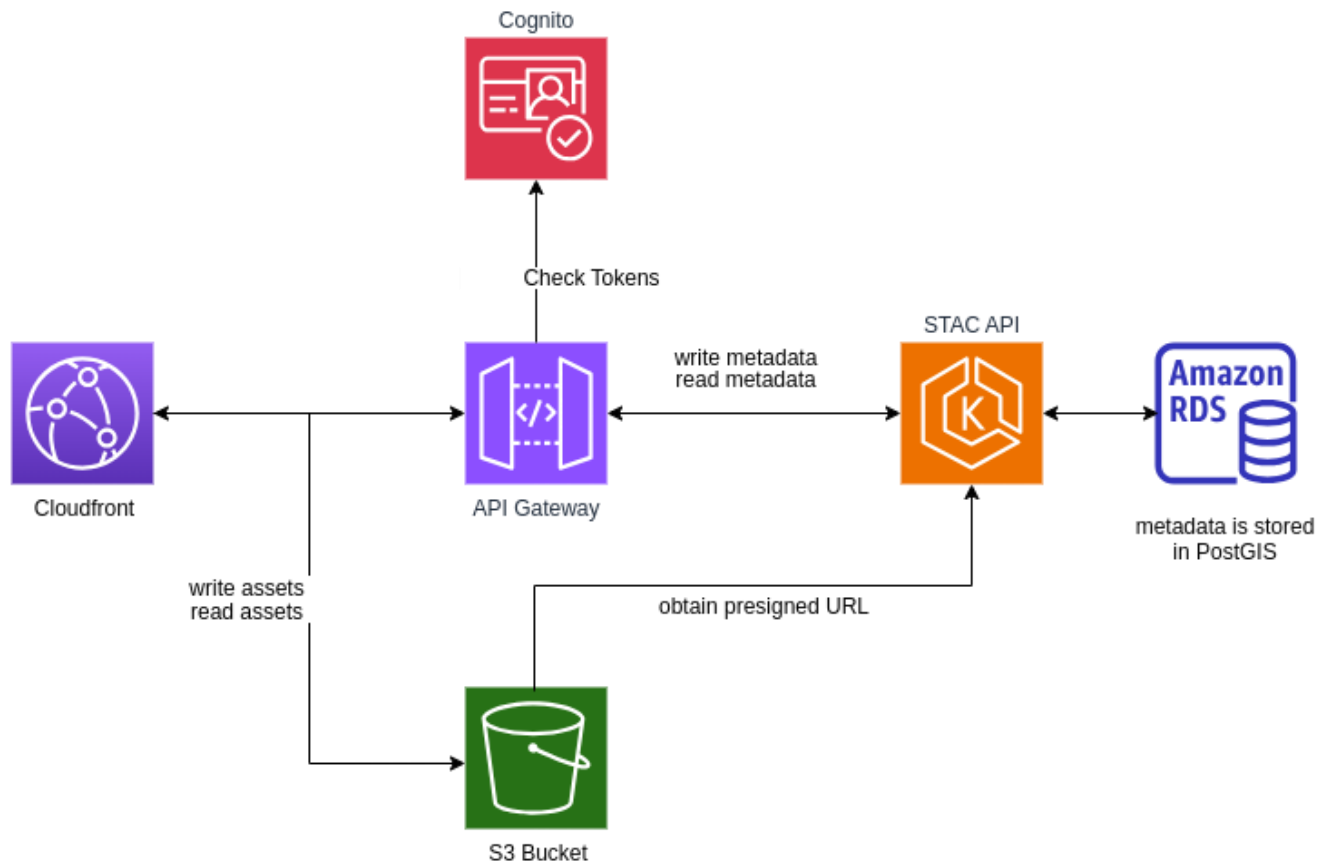 Cognito
Check Tokens
STAC API
write metadata
read metadata
Amazon
RDS
K
</>
Cloudfront
API Gateway
metadata is stored
in PostGIS
write assets
read assets
obtain presigned URL
S3 Bucket